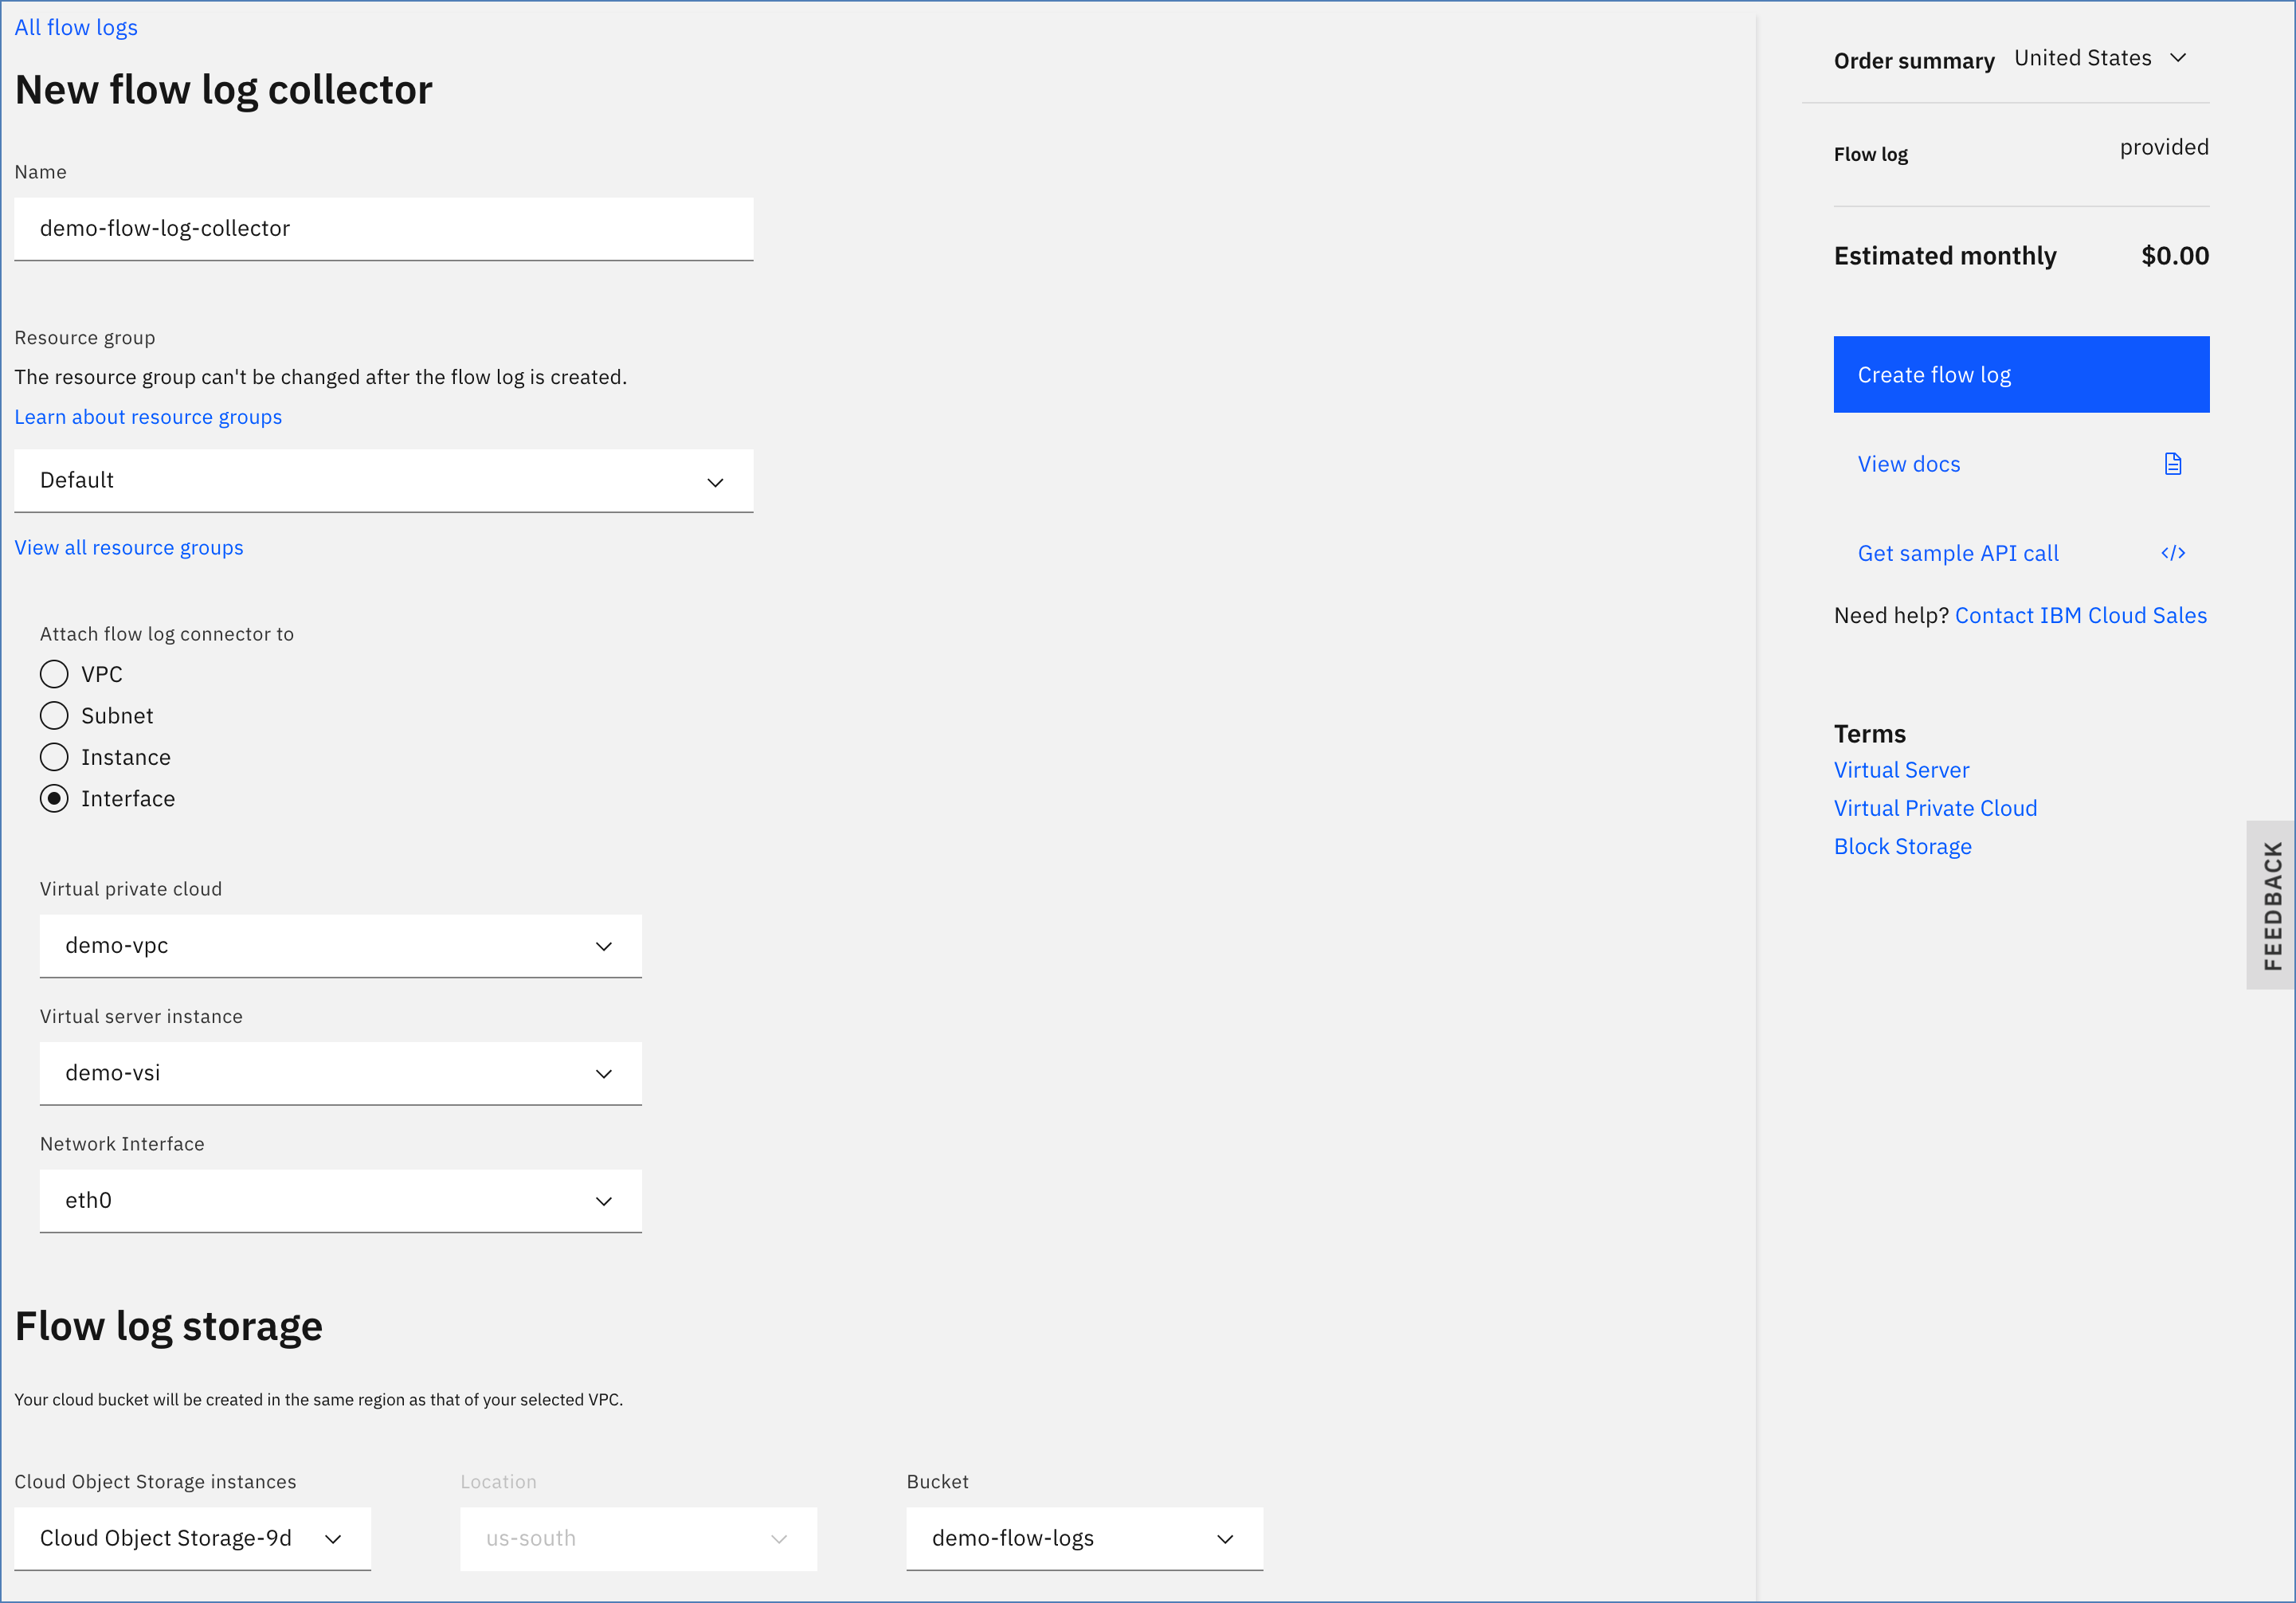 All flow logs
New flow log collector
Name
demo-flow-log-collector
Resource group
The resource group can't be changed after the flow log is created.
Learn about resource groups
Default
View all resource groups
Attach flow log connector to
VPC
Subnet
Instance
Interface
Virtual private cloud
demo-vpc
Virtual server instance
demo-vsi
Network Interface
eth0
Flow log storage
Your cloud bucket will be created in the same region as that of your selected VPC.
Cloud Object Storage instances
Cloud Object Storage-9d
Location
us-south
Bucket
demo-flow-logs
Order summary United States
Flow log provided
Estimated monthly $0.00
Create flow log
View docs
Get sample API call </>
Need help? Contact IBM Cloud Sales
Terms
Virtual Server
Virtual Private Cloud
Block Storage
FEEDBACK